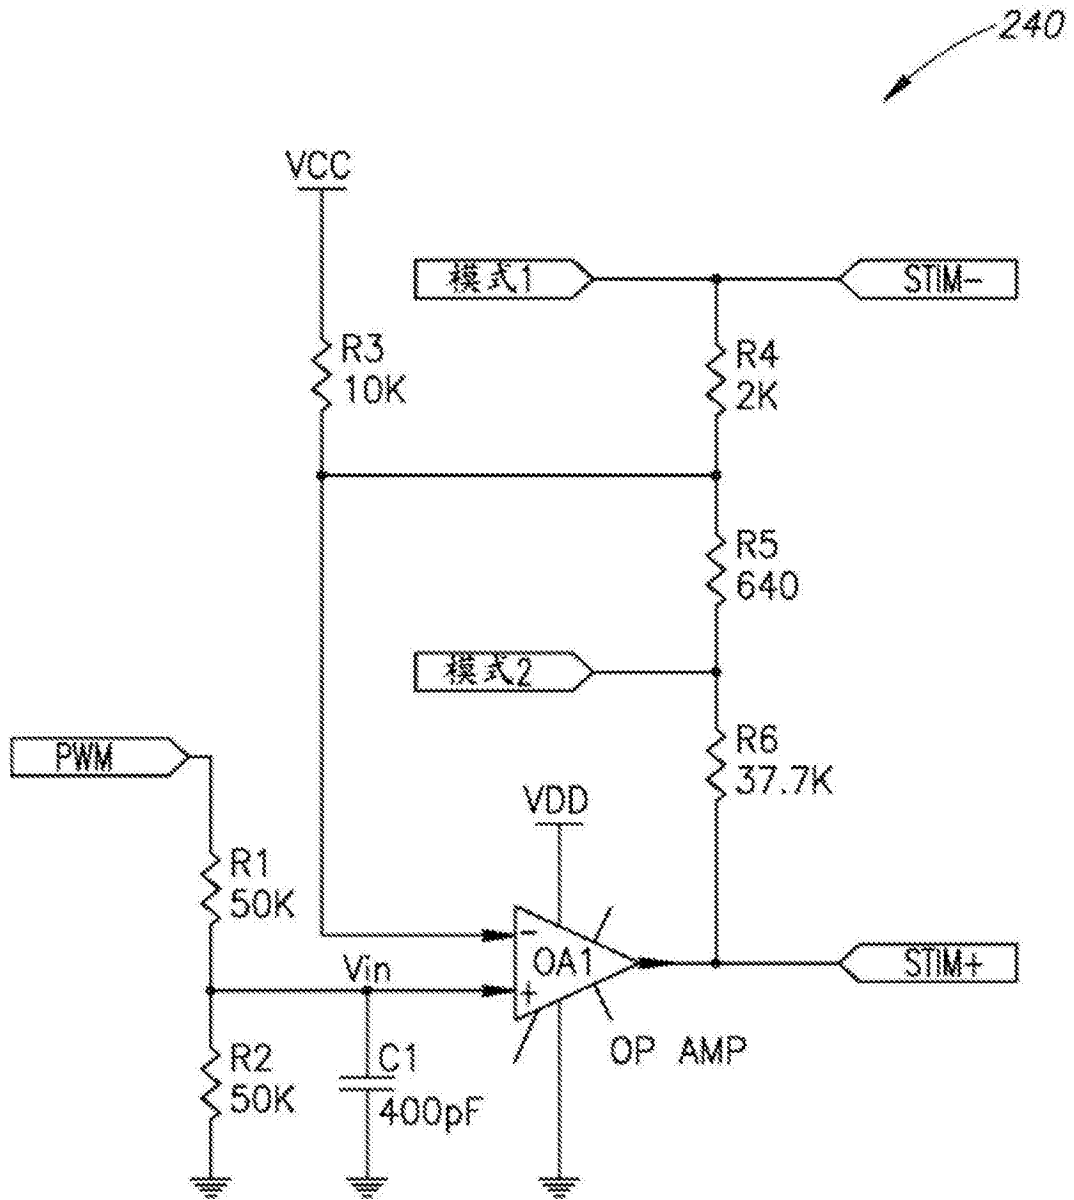 240
VCC
模式1
STIM-
R3
10K
R4
2K
R5
640
模式2
PWM
R6
37.7K
VDD
R1
50K
-
OA1
+
Vin
STIM+
OP AMP
R2
50K
C1
400pF